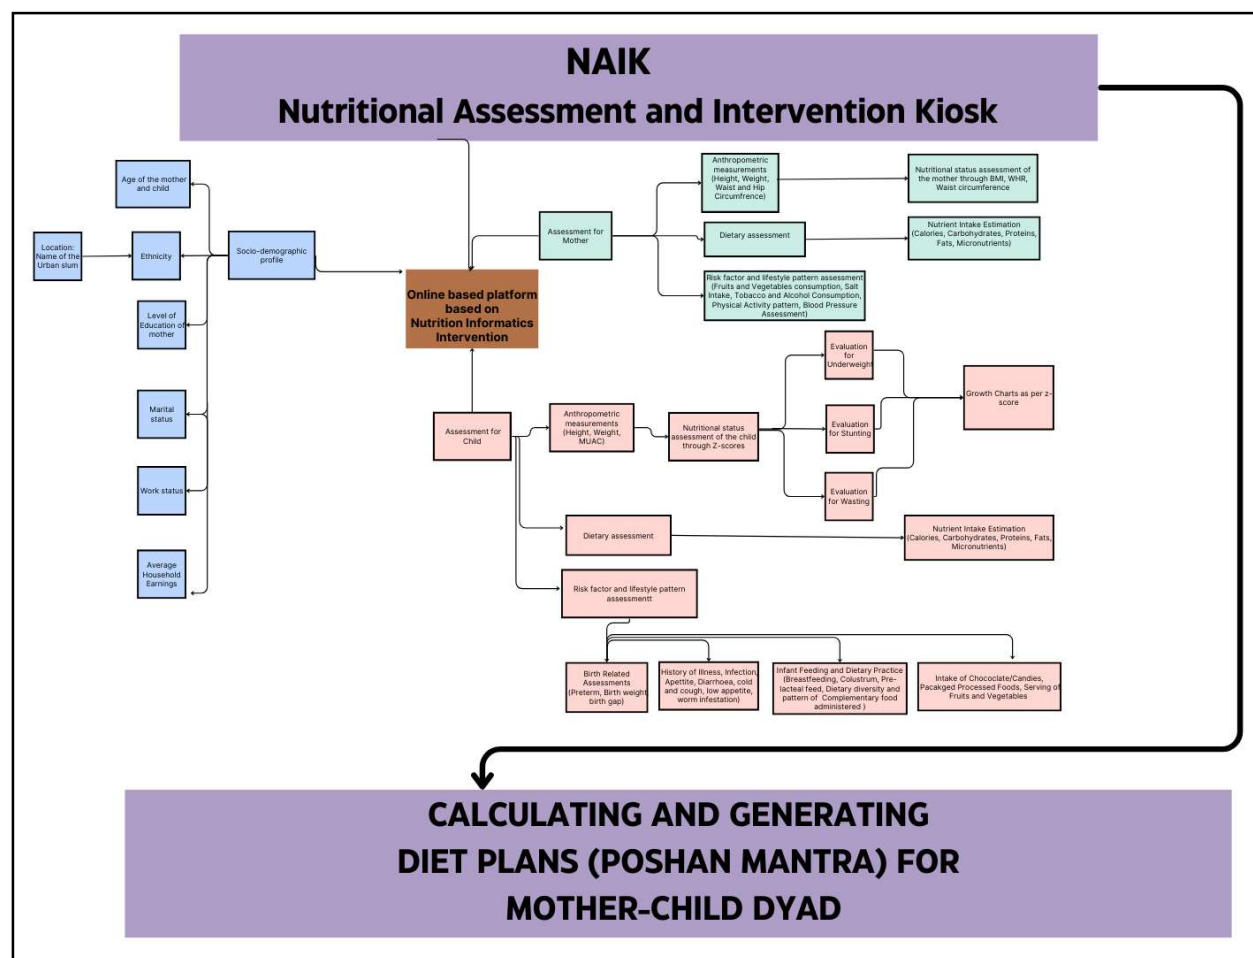 NAIK
Nutritional Assessment and Intervention Kiosk
Age of the mother
and child
Location:
Name of the
Urban slum
Ethnicity
Socio-demographic
profile
Level of
Education of
mother
Marital
status
Work status
Average
Household
Earnings
Online based platform
based on
Nutrition Informatics
Intervention
Assessment for
Mother
Anthropometric
measurements
(Height, Weight,
Waist and Hip
Circumfrence)
Nutritional status assessment of
the mother through BMI, WHR,
Waist circumference
Dietary assessment
Nutrient Intake Estimation
(Calories, Carbohydrates, Proteins,
Fats, Micronutrients)
Risk factor and lifestyle pattern assessment
(Fruits and Vegetables consumption, Salt
Intake, Tobacco and Alcohol Consumption,
Physical Activity pattern, Blood Pressure
Assessment)
Assessment for
Child
Anthropometric
measurements
(Height, Weight,
MUAC)
Nutritional status
assessment of the child
through Z-scores
Evaluation
for
Underweight
Evaluation
for Stunting
Evaluation
for Wasting
Growth Charts as per z-
score
Dietary assessment
Nutrient Intake Estimation
(Calories, Carbohydrates, Proteins, Fats,
Micronutrients)
Risk factor and lifestyle pattern
assessmentt
Birth Related
Assessments
(Preterm, Birth weight
birth gap)
History of Illness, Infection,
Apettite, Diarrhoea, cold
and cough, low appetite,
worm infestation)
Infant Feeding and Dietary Practice
(Breastfeeding, Colustrum, Pre-
lacteal feed, Dietary diversity and
pattern of Complementary food
administered )
Intake of Chococlate/Candies,
Pacakged Processed Foods, Serving of
Fruits and Vegetables
CALCULATING AND GENERATING
DIET PLANS (POSHAN MANTRA) FOR
MOTHER-CHILD DYAD